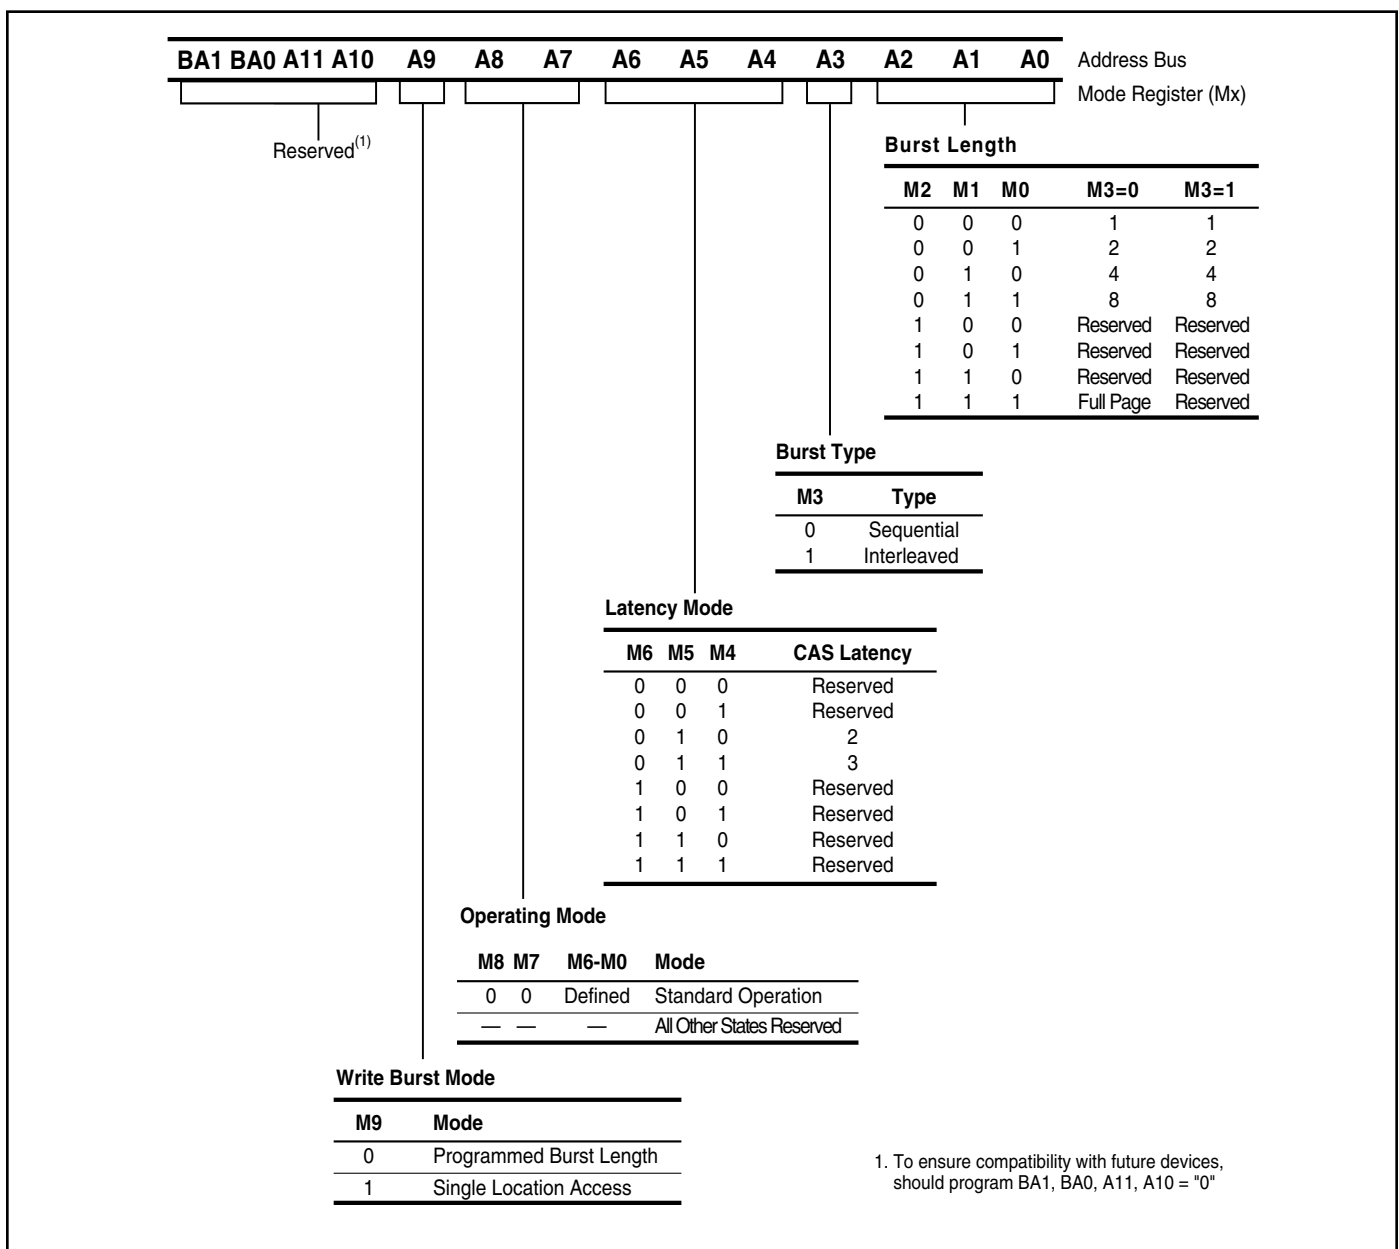 BA1 BA0 A11 A10 A9 A8 A7 A6 A5 A4 A3 A2 A1 A0 Address Bus
Mode Register (Mx)
Reserved(1)
Burst Length
M2 M1 M0 M3=0 M3=1
0 0 0 1 1
0 0 1 2 2
0 1 0 4 4
0 1 1 8 8
1 0 0 Reserved Reserved
1 0 1 Reserved Reserved
1 1 0 Reserved Reserved
1 1 1 Full Page Reserved
Burst Type
M3 Type
0 Sequential
1 Interleaved
Latency Mode
M6 M5 M4 CAS Latency
0 0 0 Reserved
0 0 1 Reserved
0 1 0 2
0 1 1 3
1 0 0 Reserved
1 0 1 Reserved
1 1 0 Reserved
1 1 1 Reserved
Operating Mode
M8 M7 M6-M0 Mode
0 0 Defined Standard Operation
— — — All Other States Reserved
Write Burst Mode
M9 Mode
0 Programmed Burst Length
1 Single Location Access
1. To ensure compatibility with future devices,
should program BA1, BA0, A11, A10 = "0"